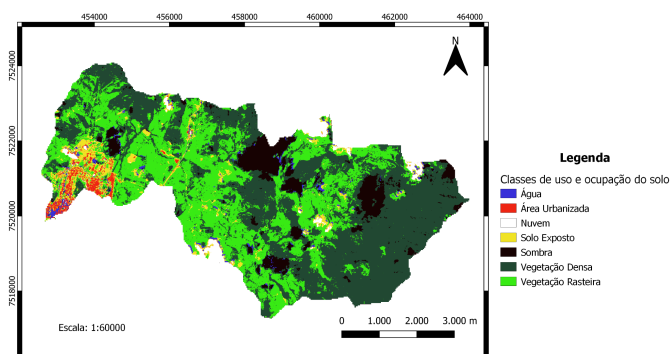 454000 456000 458000 460000 462000 464000
7524000
7522000
7520000
7518000
N
Legenda
Classes de uso e ocupação do solo
Água
Área Urbanizada
Nuvem
Solo Exposto
Sombra
Vegetação Densa
Vegetação Rasteira
Escala: 1:60000
0 1.000 2.000 3.000 m